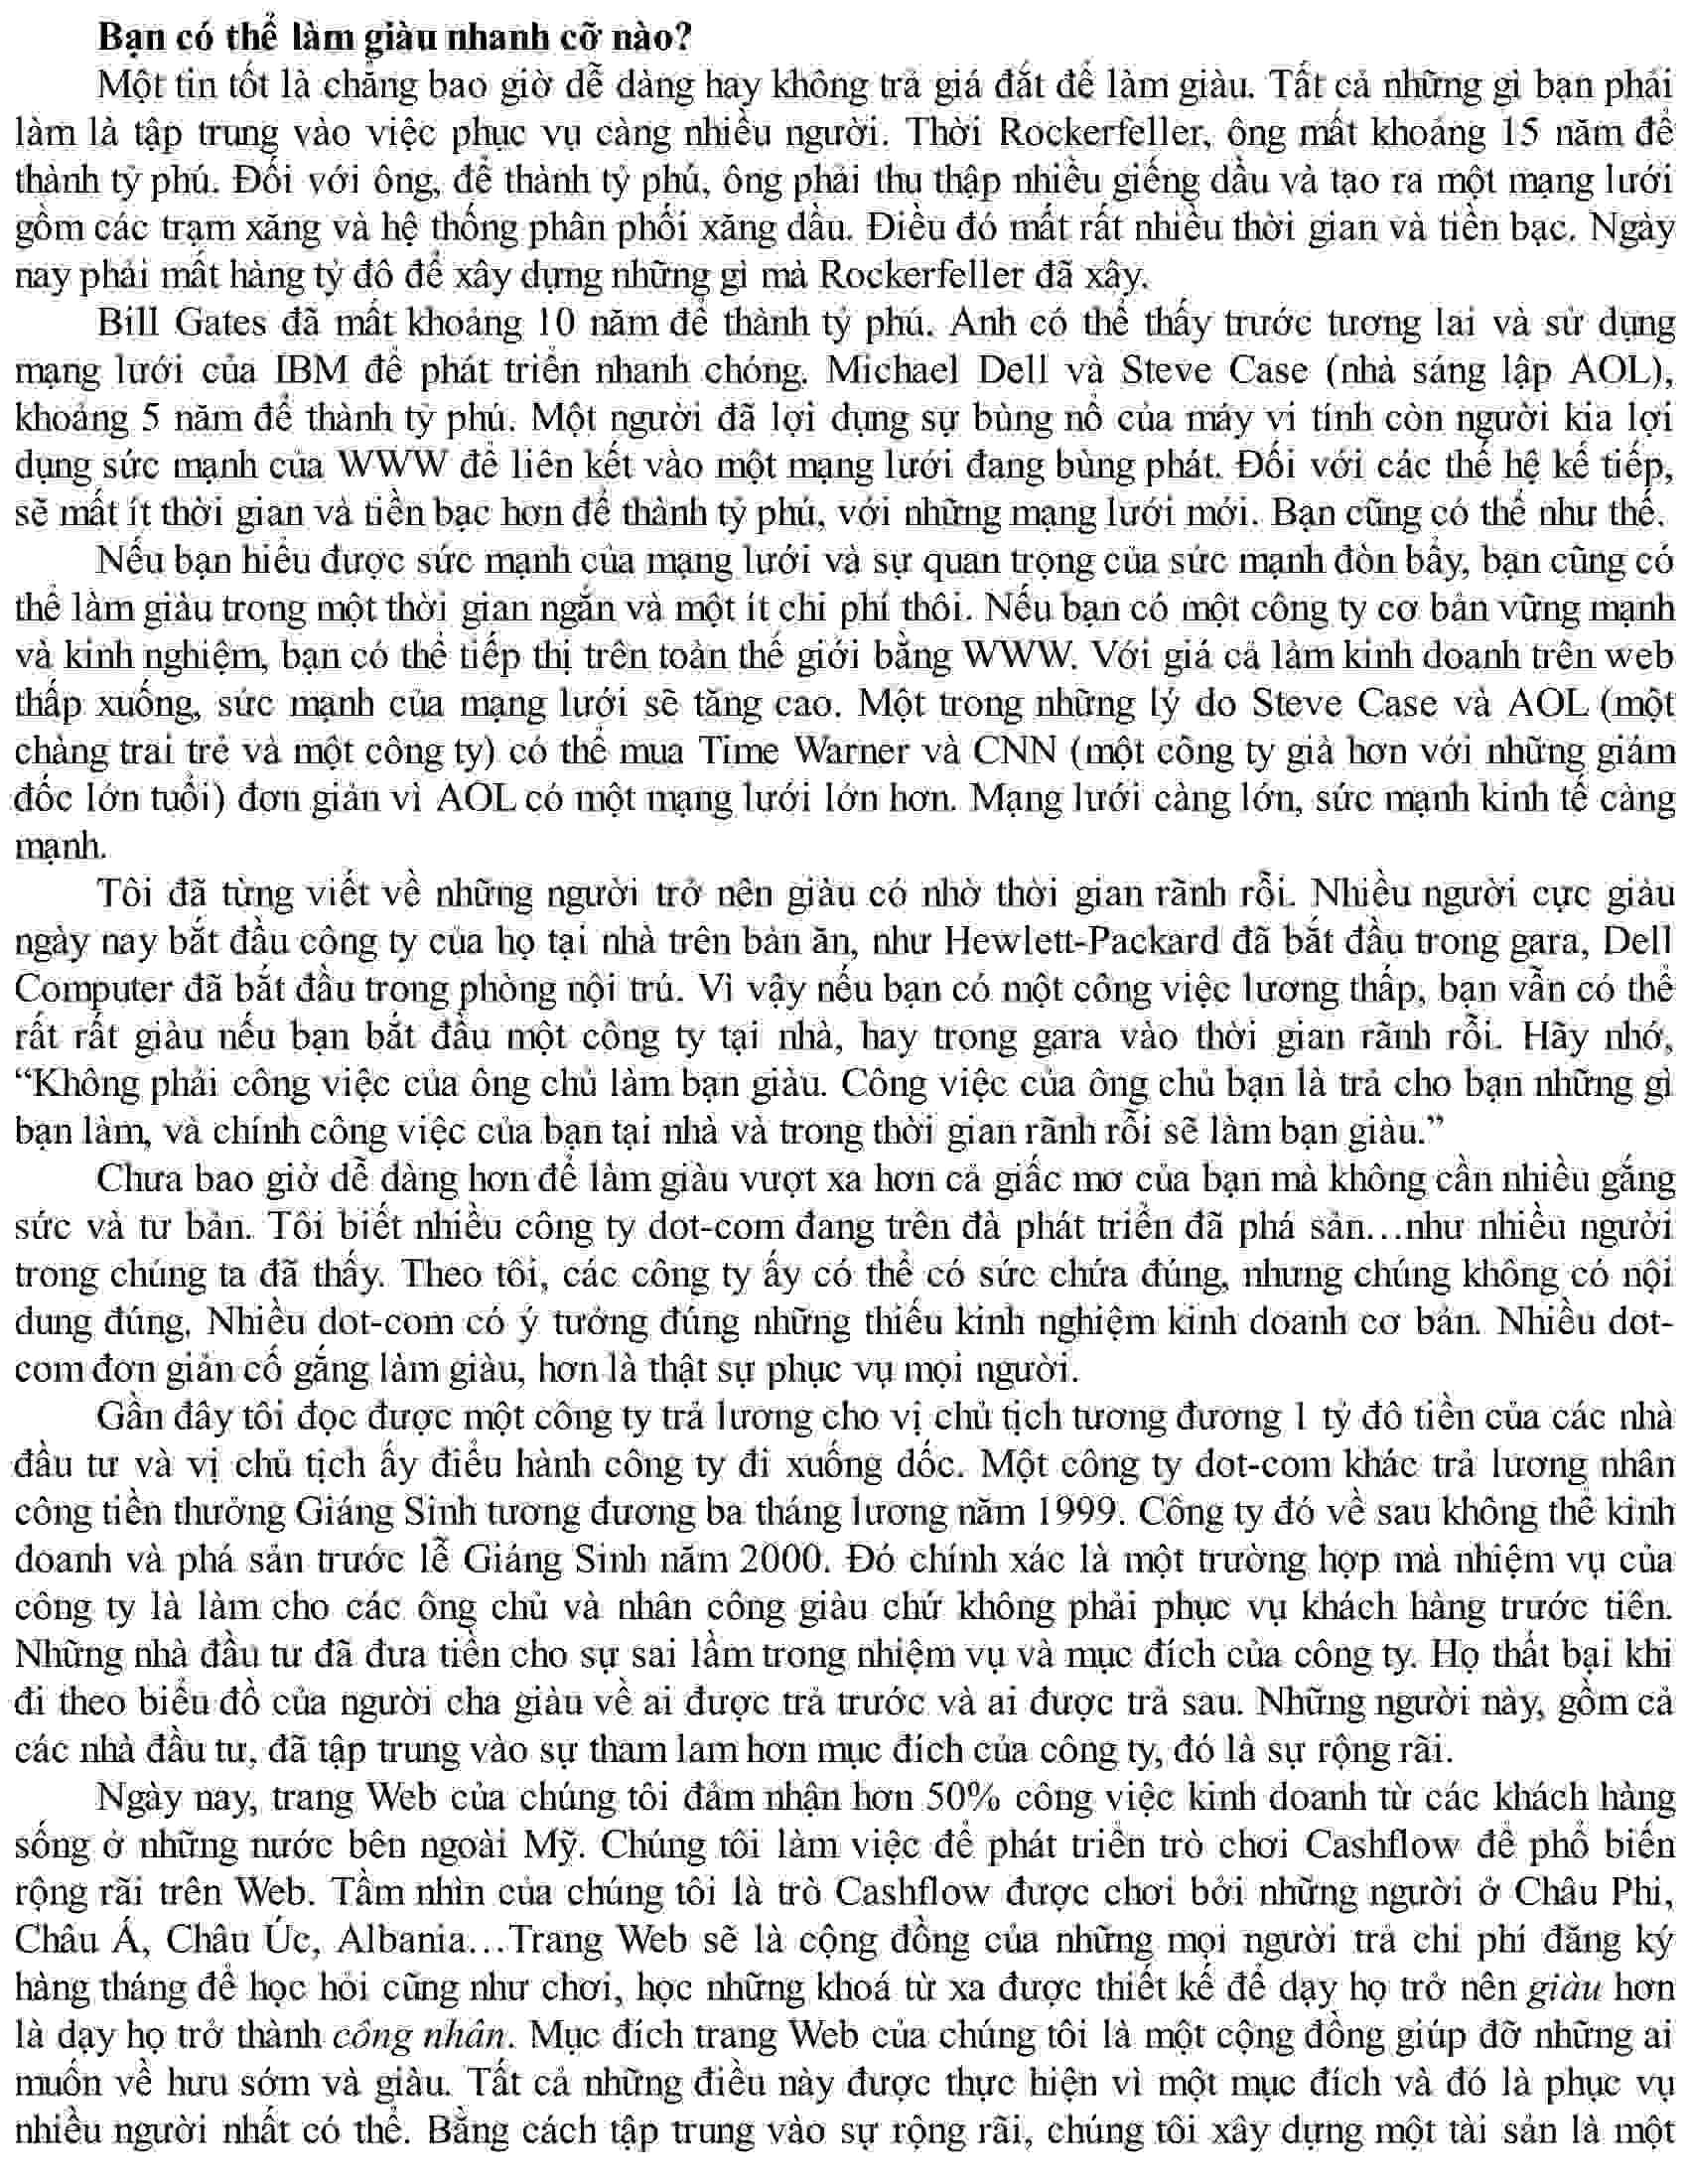 Bạn có thể làm giàu nhanh cỡ nào?
Một tin tốt là chẳng bao giờ dễ dàng hay không trả giá đắt để làm giàu. Tất cả những gì bạn phải
làm là tập trung vào việc phục vụ càng nhiều người. Thời Rockerfeller, ông mất khoảng 15 năm để
thành tỷ phú. Đối với ông, để thành tỷ phú, ông phải thu thập nhiều giếng dầu và tạo ra một mạng lưới
gồm các trạm xăng và hệ thống phân phối xăng dầu. Điều đó mất rất nhiều thời gian và tiền bạc. Ngày
nay phải mất hàng tỷ đô để xây dựng những gì mà Rockerfeller đã xây.
Bill Gates đã mất khoảng 10 năm để thành tỷ phú. Anh có thể thấy trước tương lai và sử dụng
mạng lưới của IBM để phát triển nhanh chóng. Michael Dell và Steve Case (nhà sáng lập AOL),
khoảng 5 năm để thành tỷ phú. Một người đã lợi dụng sự bùng nổ của máy vi tính còn người kia lợi
dụng sức mạnh của WWW để liên kết vào một mạng lưới đang bùng phát. Đối với các thế hệ kế tiếp,
sẽ mất ít thời gian và tiền bạc hơn để thành tỷ phú, với những mạng lưới mới. Bạn cũng có thể như thế.
Nếu bạn hiểu được sức mạnh của mạng lưới và sự quan trọng của sức mạnh đòn bẩy, bạn cũng có
thể làm giàu trong một thời gian ngắn và một ít chi phí thôi. Nếu bạn có một công ty cơ bản vững mạnh
và kinh nghiệm, bạn có thể tiếp thị trên toàn thế giới bằng WWW. Với giá cả làm kinh doanh trên web
thấp xuống, sức mạnh của mạng lưới sẽ tăng cao. Một trong những lý do Steve Case và AOL (một
chàng trai trẻ và một công ty) có thể mua Time Warner và CNN (một công ty già hơn với những giám
đốc lớn tuổi) đơn giản vì AOL có một mạng lưới lớn hơn. Mạng lưới càng lớn, sức mạnh kinh tế càng
mạnh.
Tôi đã từng viết về những người trở nên giàu có nhờ thời gian rãnh rỗi. Nhiều người cực giàu
ngày nay bắt đầu công ty của họ tại nhà trên bàn ăn, như Hewlett-Packard đã bắt đầu trong gara, Dell
Computer đã bắt đầu trong phòng nội trú. Vì vậy nếu bạn có một công việc lương thấp, bạn vẫn có thể
rất rất giàu nếu bạn bắt đầu một công ty tại nhà, hay trong gara vào thời gian rãnh rỗi. Hãy nhớ,
“Không phải công việc của ông chủ làm bạn giàu. Công việc của ông chủ bạn là trả cho bạn những gì
bạn làm, và chính công việc của bạn tại nhà và trong thời gian rãnh rỗi sẽ làm bạn giàu.”
Chưa bao giờ dễ dàng hơn để làm giàu vượt xa hơn cả giấc mơ của bạn mà không cần nhiều gắng
sức và tư bản. Tôi biết nhiều công ty dot-com đang trên đà phát triển đã phá sản…như nhiều người
trong chúng ta đã thấy. Theo tôi, các công ty ấy có thể có sức chứa đúng, nhưng chúng không có nội
dung đúng. Nhiều dot-com có ý tưởng đúng những thiếu kinh nghiệm kinh doanh cơ bản. Nhiều dot-
com đơn giản cố gắng làm giàu, hơn là thật sự phục vụ mọi người.
Gần đây tôi đọc được một công ty trả lương cho vị chủ tịch tương đương 1 tỷ đô tiền của các nhà
đầu tư và vị chủ tịch ấy điều hành công ty đi xuống dốc. Một công ty dot-com khác trả lương nhân
công tiền thưởng Giáng Sinh tương đương ba tháng lương năm 1999. Công ty đó về sau không thể kinh
doanh và phá sản trước lễ Giáng Sinh năm 2000. Đó chính xác là một trường hợp mà nhiệm vụ của
công ty là làm cho các ông chủ và nhân công giàu chứ không phải phục vụ khách hàng trước tiên.
Những nhà đầu tư đã đưa tiền cho sự sai lầm trong nhiệm vụ và mục đích của công ty. Họ thất bại khi
đi theo biểu đồ của người cha giàu về ai được trả trước và ai được trả sau. Những người này, gồm cả
các nhà đầu tư, đã tập trung vào sự tham lam hơn mục đích của công ty, đó là sự rộng rãi.
Ngày nay, trang Web của chúng tôi đảm nhận hơn 50% công việc kinh doanh từ các khách hàng
sống ở những nước bên ngoài Mỹ. Chúng tôi làm việc để phát triển trò chơi Cashflow để phổ biến
rộng rãi trên Web. Tầm nhìn của chúng tôi là trò Cashflow được chơi bởi những người ở Châu Phi,
Châu Á, Châu Úc, Albania…Trang Web sẽ là cộng đồng của những mọi người trả chi phí đăng ký
hàng tháng để học hỏi cũng như chơi, học những khoá từ xa được thiết kế để dạy họ trở nên giàu hơn
là dạy họ trở thành công nhân. Mục đích trang Web của chúng tôi là một cộng đồng giúp đỡ những ai
muốn về hưu sớm và giàu. Tất cả những điều này được thực hiện vì một mục đích và đó là phục vụ
nhiều người nhất có thể. Bằng cách tập trung vào sự rộng rãi, chúng tôi xây dựng một tài sản là một